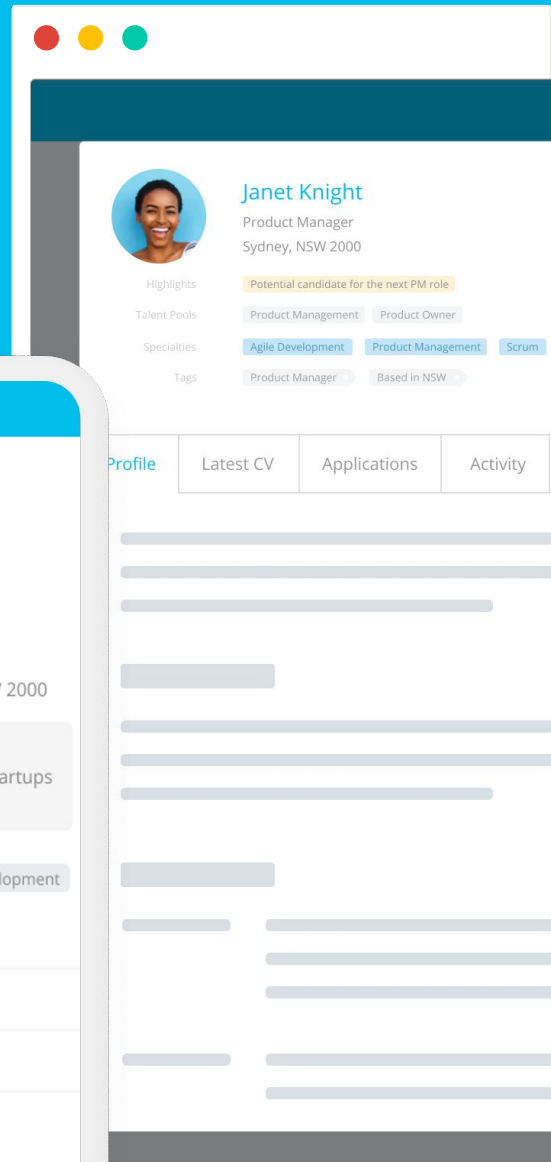 Janet Knight
Product Manager
Sydney, NSW 2000
Highlights Potential candidate for the next PM role
Talent Pools Product Management Product Owner
Specialties Agile Development Product Management Scrum
Tags Product Manager Based in NSW
Profile Latest CV Applications Activity
2000
artups
lopment